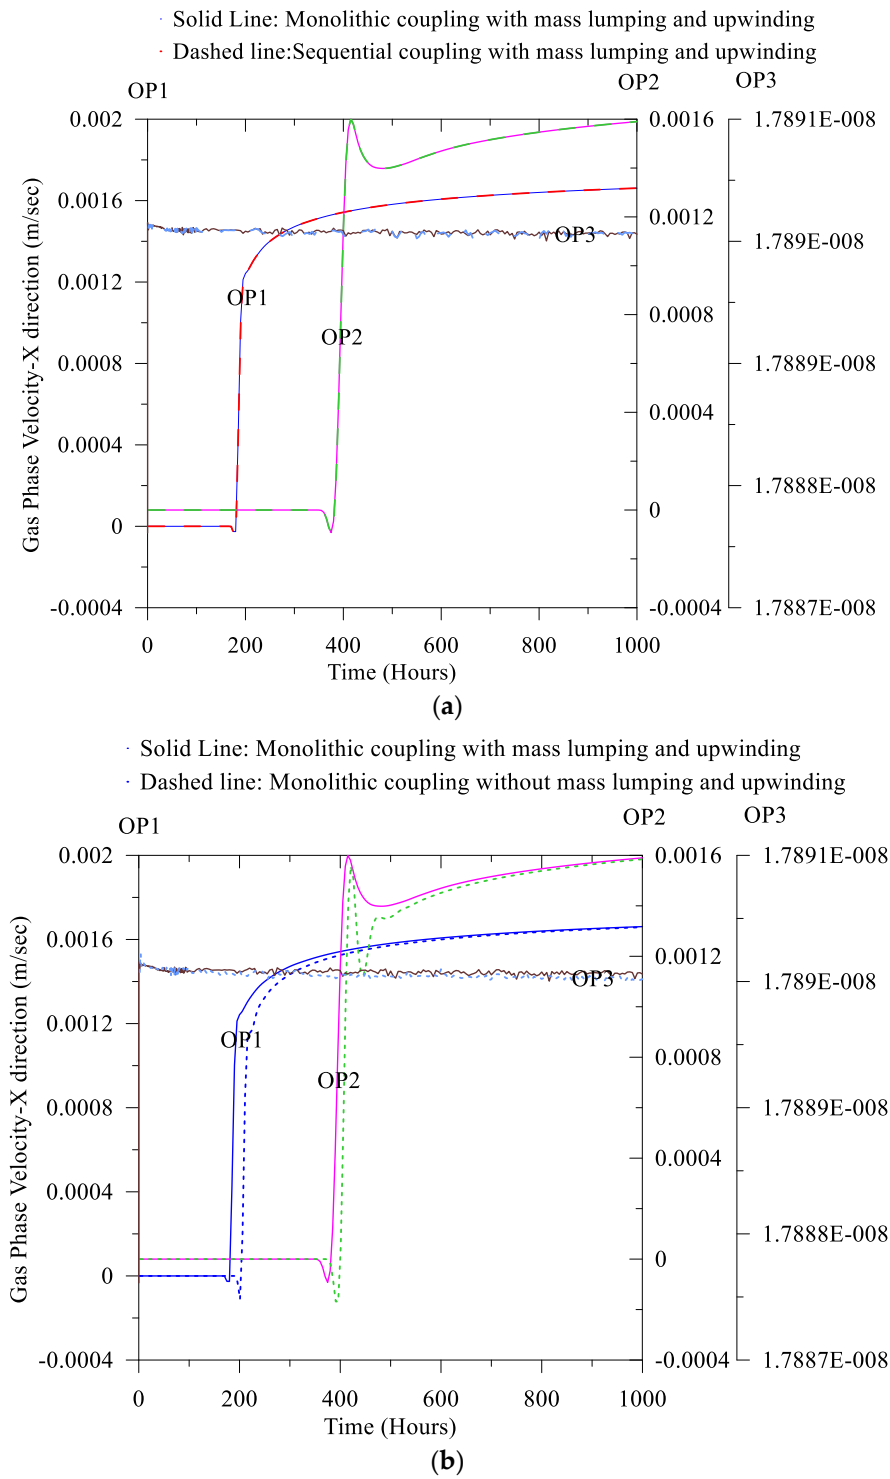 Solid Line: Monolithic coupling with mass lumping and upwinding
Dashed line:Sequential coupling with mass lumping and upwinding
OP1 OP2 OP3
0.002 0.0016 1.7891E-008
0.0016 0.0012 1.789E-008
OP3
0.0012
OP1
0.0008
OP2
0.0008 1.7889E-008
0.0004
0.0004 1.7888E-008
0
0
-0.0004 -0.0004 1.7887E-008
Gas Phase Velocity-X direction (m/sec)
0 200 400 600 800 1000
Time (Hours)
(a)
Solid Line: Monolithic coupling with mass lumping and upwinding
Dashed line: Monolithic coupling without mass lumping and upwinding
OP1 OP2 OP3
0.002 0.0016 1.7891E-008
0.0016 0.0012 1.789E-008
OP3
0.0012
OP1
0.0008
OP2
0.0008 1.7889E-008
0.0004
0.0004 1.7888E-008
0
0
-0.0004 -0.0004 1.7887E-008
Gas Phase Velocity-X direction (m/sec)
0 200 400 600 800 1000
Time (Hours)
(b)